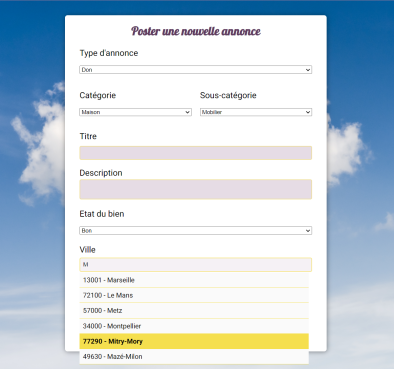 Poster une nouvelle annonce
Type d'annonce
Don
Catégorie Sous-catégorie
Maison Mobilier
Titre
Description
Etat du bien
Bon
Ville
M
13001 - Marseille
72100 - Le Mans
57000 - Metz
34000 - Montpellier
77290 - Mitry-Mory
49630 - Mazé-Milon